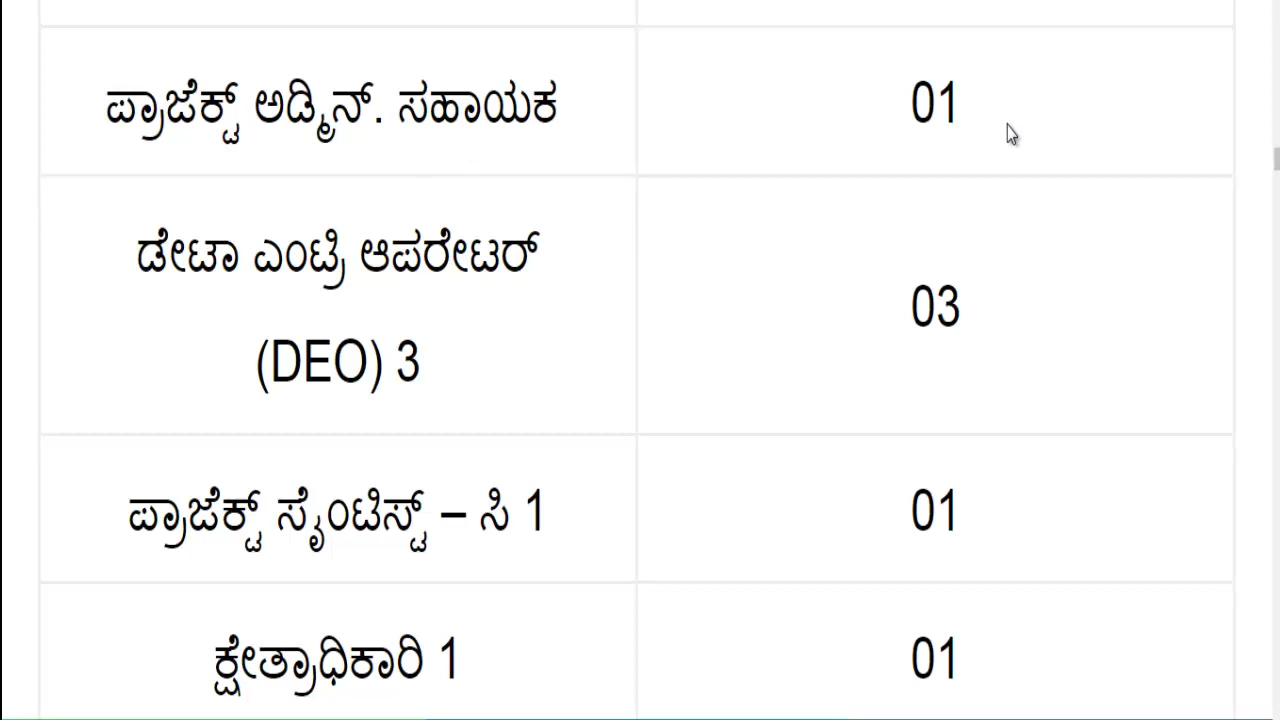 ಪ್ರಾಜೆಕ್ಟ್ ಅಡ್ಮಿನ್. ಸಹಾಯಕ 01
ಡೇಟಾ ಎಂಟ್ರಿ ಆಪರೇಟರ್
(DEO) 3 03
ಪ್ರಾಜೆಕ್ಟ್ ಸೈಂಟಿಸ್ಟ್ – ಸಿ 1 01
ಕ್ಷೇತ್ರಾಧಿಕಾರಿ 1 01